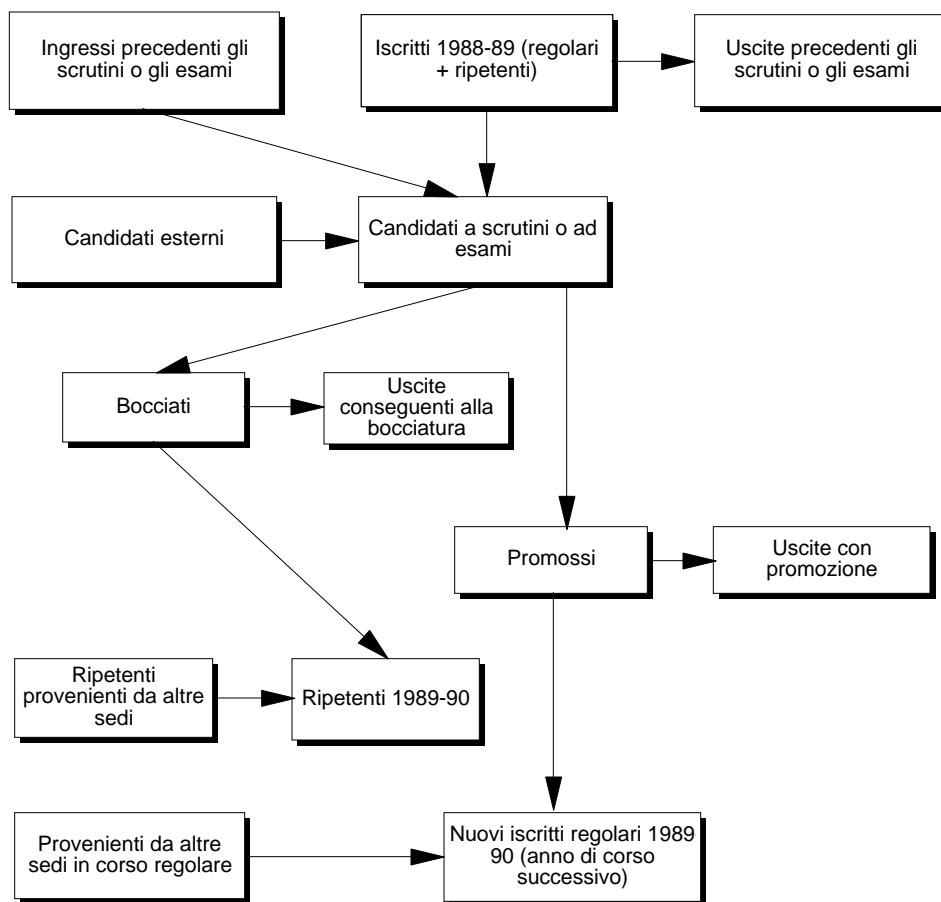 Ingressi precedenti gli
scrutini o gli esami
Iscritti 1988-89 (regolari
+ ripetenti)
Uscite precedenti gli
scrutini o gli esami
Candidati esterni
Candidati a scrutini o ad
esami
Bocciati
Uscite
conseguenti alla
bocciatura
Promossi
Uscite con
promozione
Ripetenti
provenienti da altre
sedi
Ripetenti 1989-90
Provenienti da altre
sedi in corso regolare
Nuovi iscritti regolari 1989
90 (anno di corso
successivo)